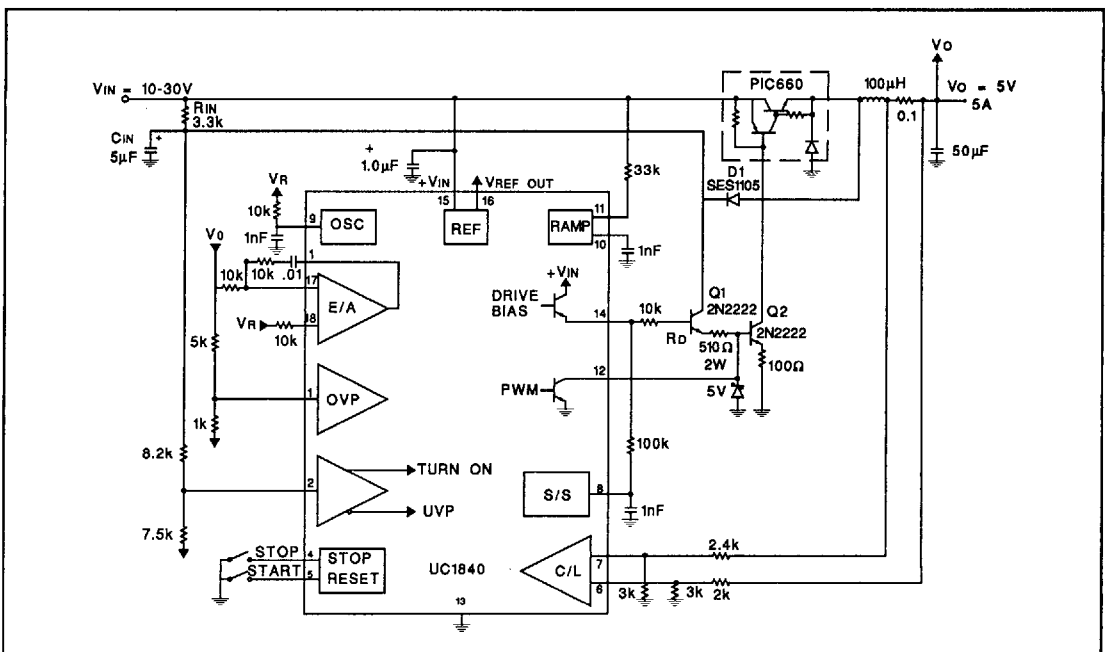 Vo
PIC660
VIN = 10-30V
100µH
Vo = 5V
5A
RIN
3.3k
0.1
CIN
5µF
+
+
1.0µF
50µF
33k
D1
SES1105
+VIN
VREF OUT
VR
15
16
10k
9
OSC
REF
11
RAMP
10
1nF
1nF
V0
1
10k
10k
.01
17
E/A
+VIN
DRIVE
BIAS
Q1
2N2222
Q2
2N2222
14
10k
VR
18
10k
RD
510Ω
2W
100Ω
5k
12
5V
PWM
1
OVP
1k
100k
8.2k
TURN ON
2
S/S
8
UVP
1nF
7.5k
STOP
4
STOP
2.4k
START
5
RESET
UC1840
C/L
7
6
3k
3k
2k
13